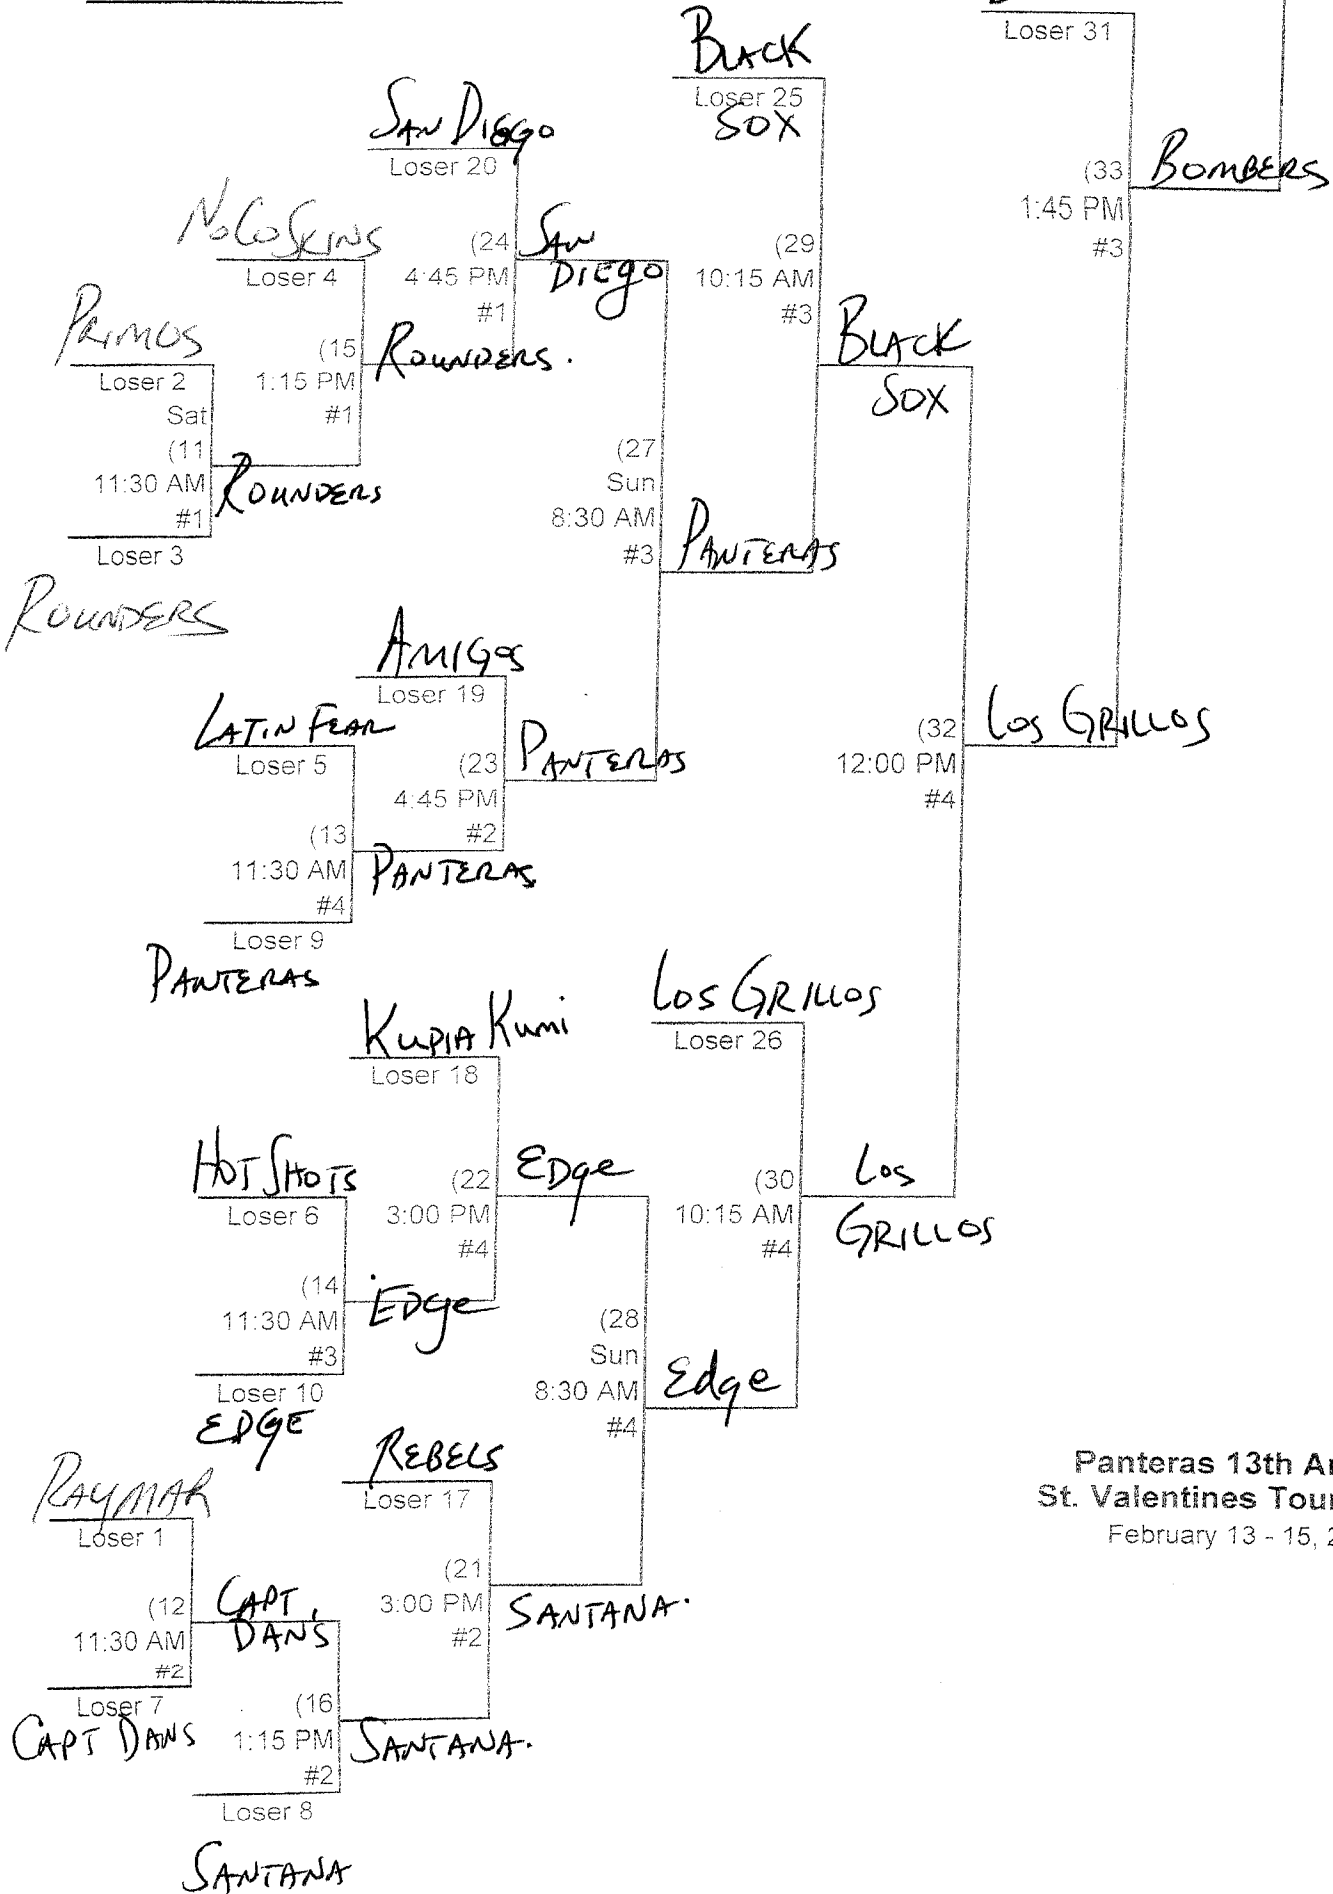 Loser 31
BLACK
Loser 25
SOX
SAN DIEGO
Loser 20
(33
BOMBERS
1:45 PM
#3
NoCo SKINS
Loser 4
(24
4:45 PM
#1
SAN
DIEGO
(29
10:15 AM
#3
PRIMOS
Loser 2
Sat
(11
11:30 AM
#1
Loser 3
ROUNDERS
(15
1:15 PM
#1
ROUNDERS.
ROUNDERS
BLACK
SOX
(27
Sun
8:30 AM
#3
PANTERAS
AMIGOS
Loser 19
LATIN FEAR
Loser 5
(23
4:45 PM
#2
PANTERAS
(13
11:30 AM
#4
PANTERAS
Loser 9
PANTERAS
(32
12:00 PM
#4
LOS GRILLOS
KUPIA KUMI
Loser 18
LOS GRILLOS
Loser 26
HOT SHOTS
Loser 6
(22
3:00 PM
#4
EDge
(30
10:15 AM
#4
LOS
GRILLOS
(14
11:30 AM
#3
EDge
Loser 10
EDGE
(28
Sun
8:30 AM
#4
Edge
REBELS
Loser 17
RAYMAR
Loser 1
(12
11:30 AM
#2
CAPT.
DANS
Loser 7
CAPT DANS
(21
3:00 PM
#2
SANTANA.
(16
1:15 PM
#2
SANTANA.
Loser 8
SANTANA
Panteras 13th
St. Valentines
February 13 - 15,